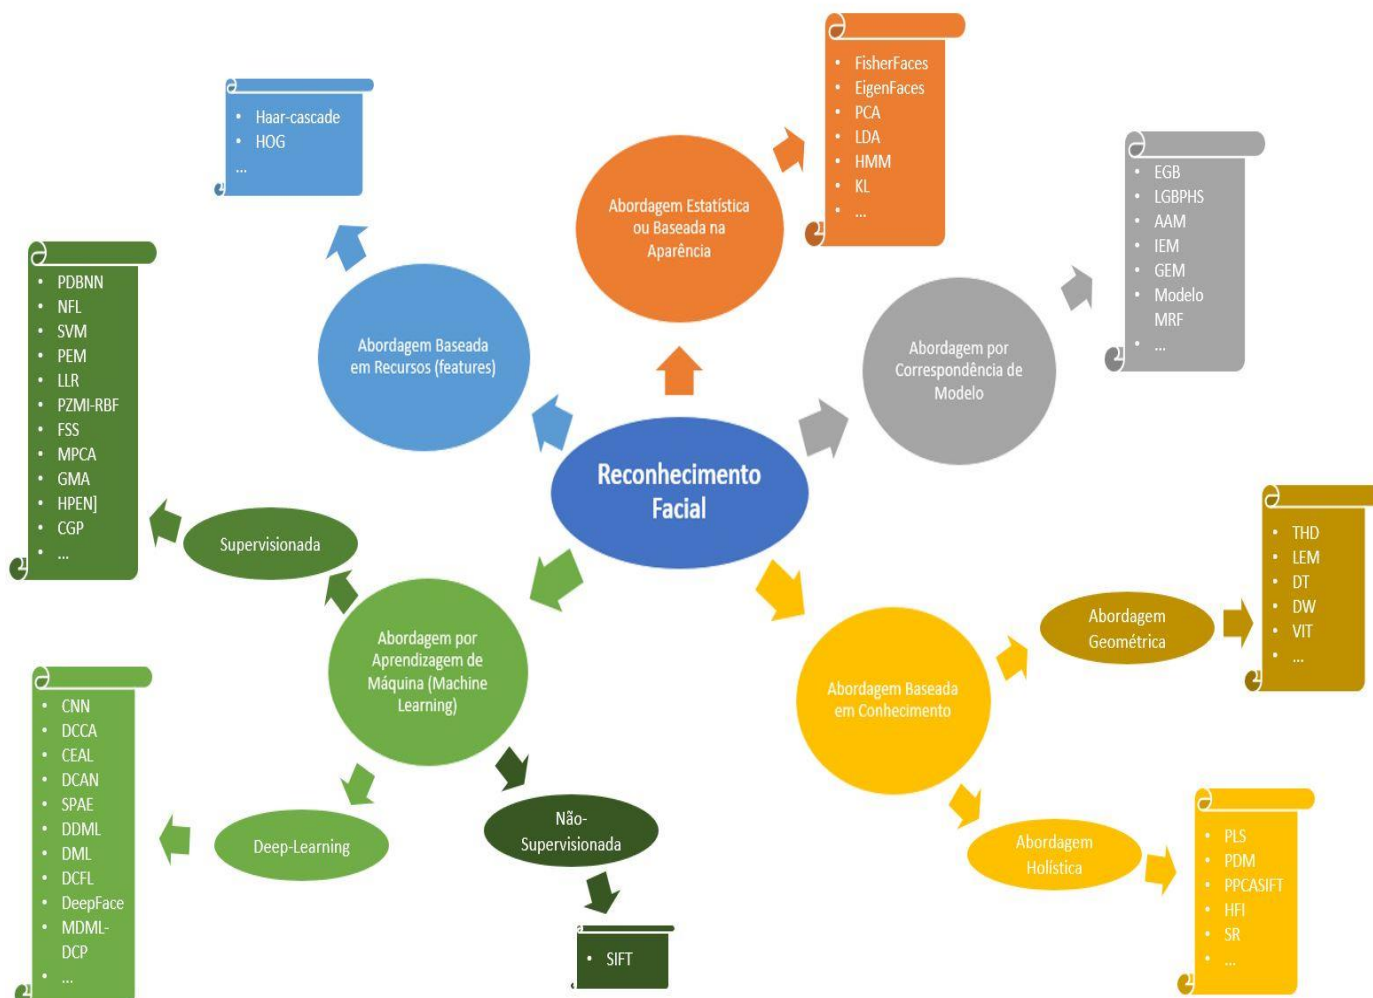 Reconhecimento
Facial
Abordagem Baseada
em Recursos (features)
• Haar-cascade
• HOG
...
Abordagem Estatística
ou Baseada na
Aparência
• FisherFaces
• EigenFaces
• PCA
• LDA
• HMM
• KL
• ...
Abordagem por
Correspondência de
Modelo
• EGB
• LGBPHS
• AAM
• IEM
• GEM
• Modelo
MRF
• ...
Abordagem Baseada
em Conhecimento
Abordagem
Geométrica
• THD
• LEM
• DT
• DW
• VIT
• ...
Abordagem
Holística
• PLS
• PDM
• PPCASIFT
• HFI
• SR
• ...
Abordagem por
Aprendizagem de
Máquina (Machine
Learning)
Supervisionada
• PDBNN
• NFL
• SVM
• PEM
• LLR
• PZMI-RBF
• FSS
• MPCA
• GMA
• HPEN]
• CGP
• ...
Deep-Learning
• CNN
• DCCA
• CEAL
• DCAN
• SPAE
• DDML
• DML
• DCFL
• DeepFace
• MDML-
DCP
• ...
Não-
Supervisionada
• SIFT